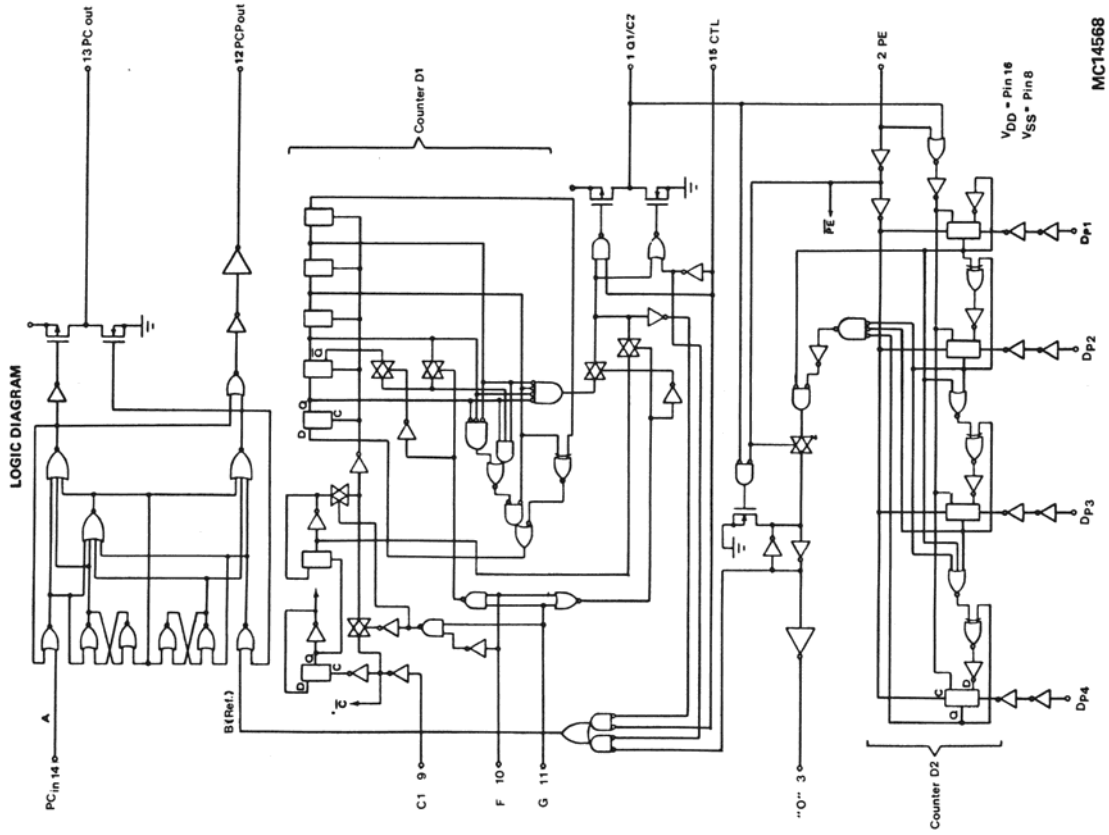 LOGIC DIAGRAM
PCin 14
A
B(Ref.)
13 PC out
12 PCPout
Counter D1
D
Q
C
Q̅
D
Q
C
C̅
C1 9
F 10
G 11
1 Q1/C2
15 CTL
2 PE
P̅E̅
"O" 3
VDD = Pin 16
VSS = Pin 8
Counter D2
C
Q
D
DP4
DP3
DP2
DP1
MC14568